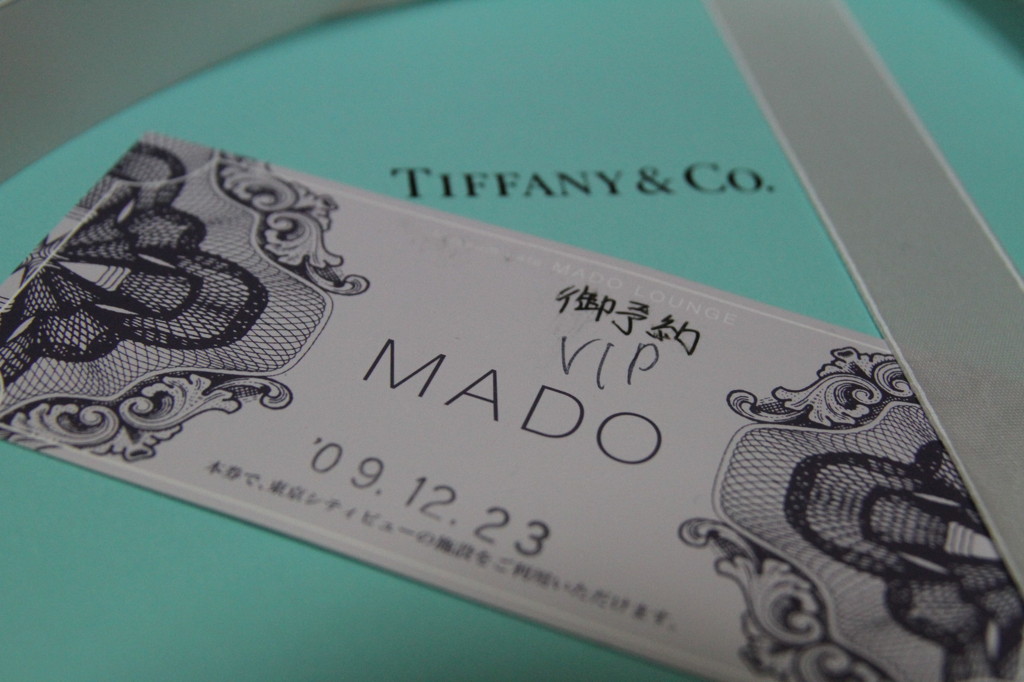 TIFFANY & CO.
MADO LOUNGE
御予約
VIP
MADO
'09.12.23
本券で、東京シティビューの施設をご利用いただけます。